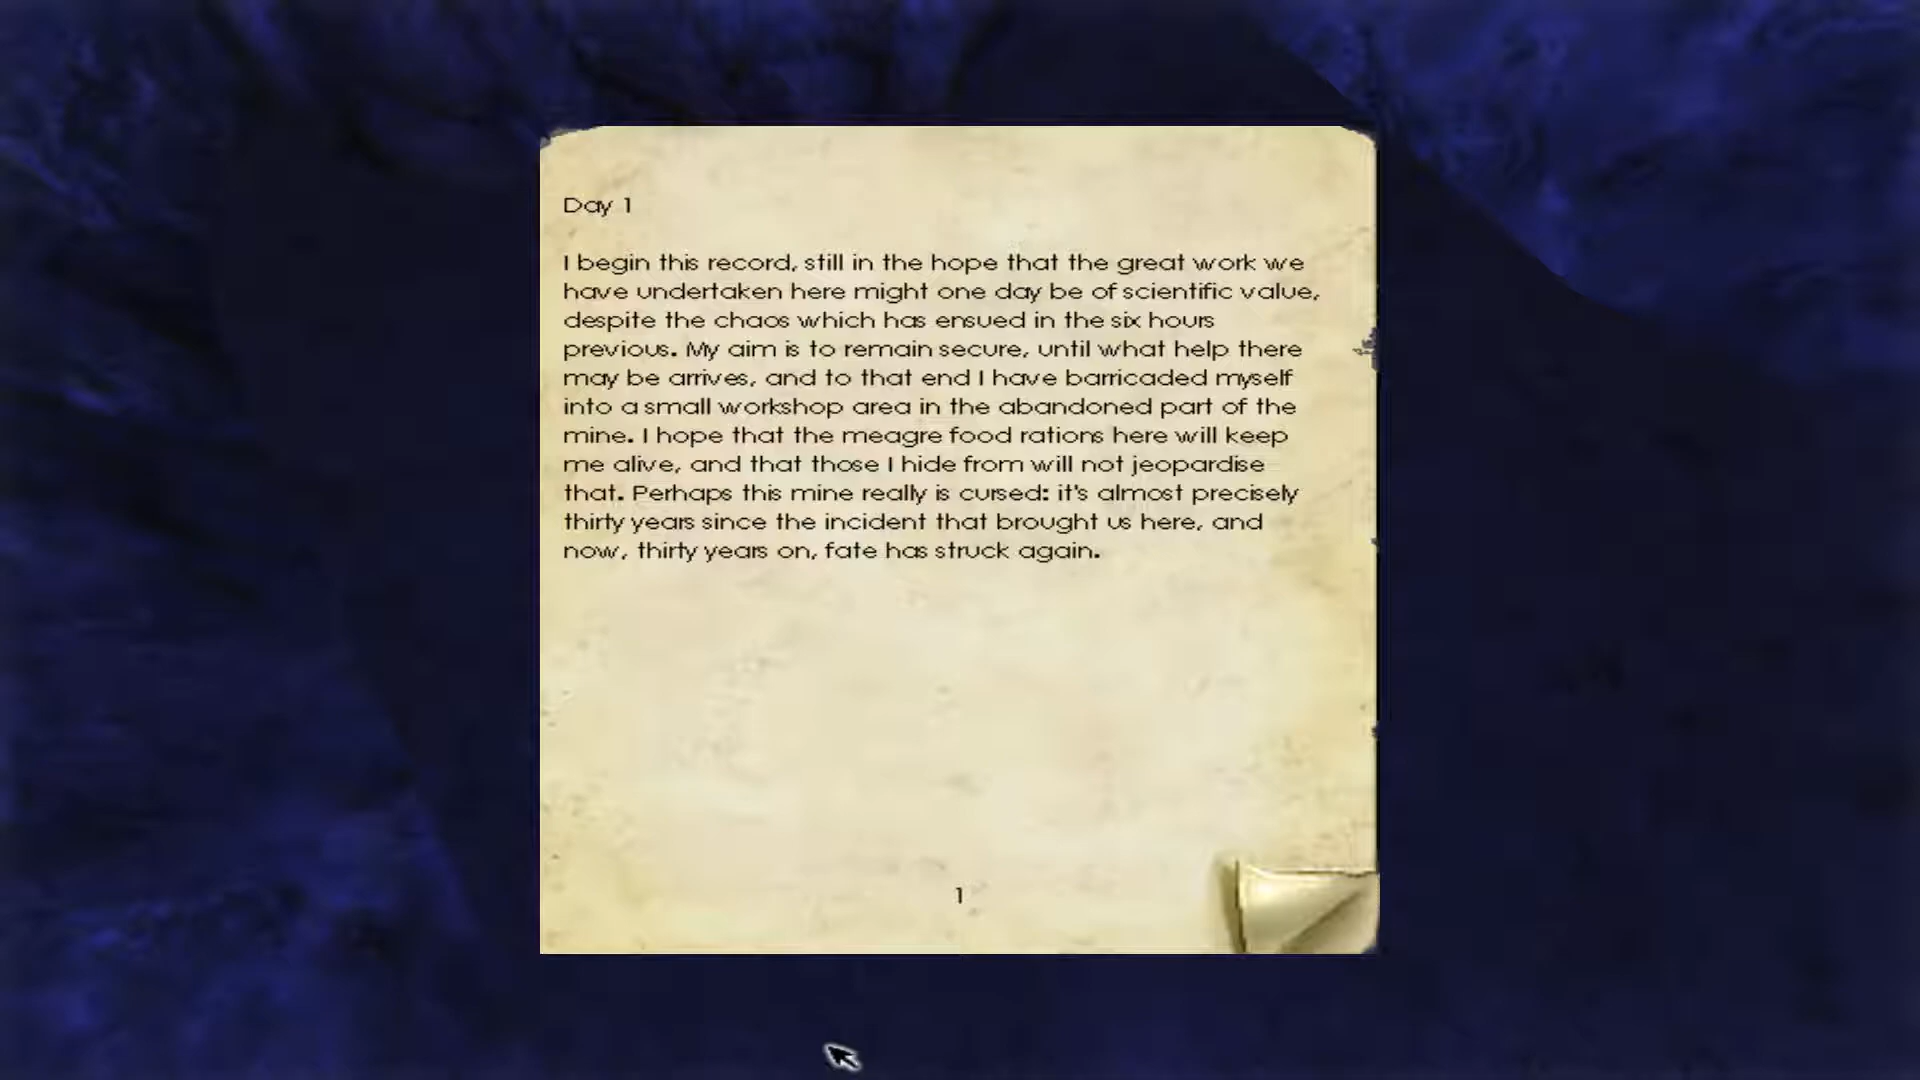 Day 1
I begin this record, still in the hope that the great work we
have undertaken here might one day be of scientific value,
despite the chaos which has ensued in the six hours
previous. My aim is to remain secure, until what help there
may be arrives, and to that end I have barricaded myself
into a small workshop area in the abandoned part of the
mine. I hope that the meagre food rations here will keep
me alive, and that those I hide from will not jeopardise
that. Perhaps this mine really is cursed: it's almost precisely
thirty years since the incident that brought us here, and
now, thirty years on, fate has struck again.
1